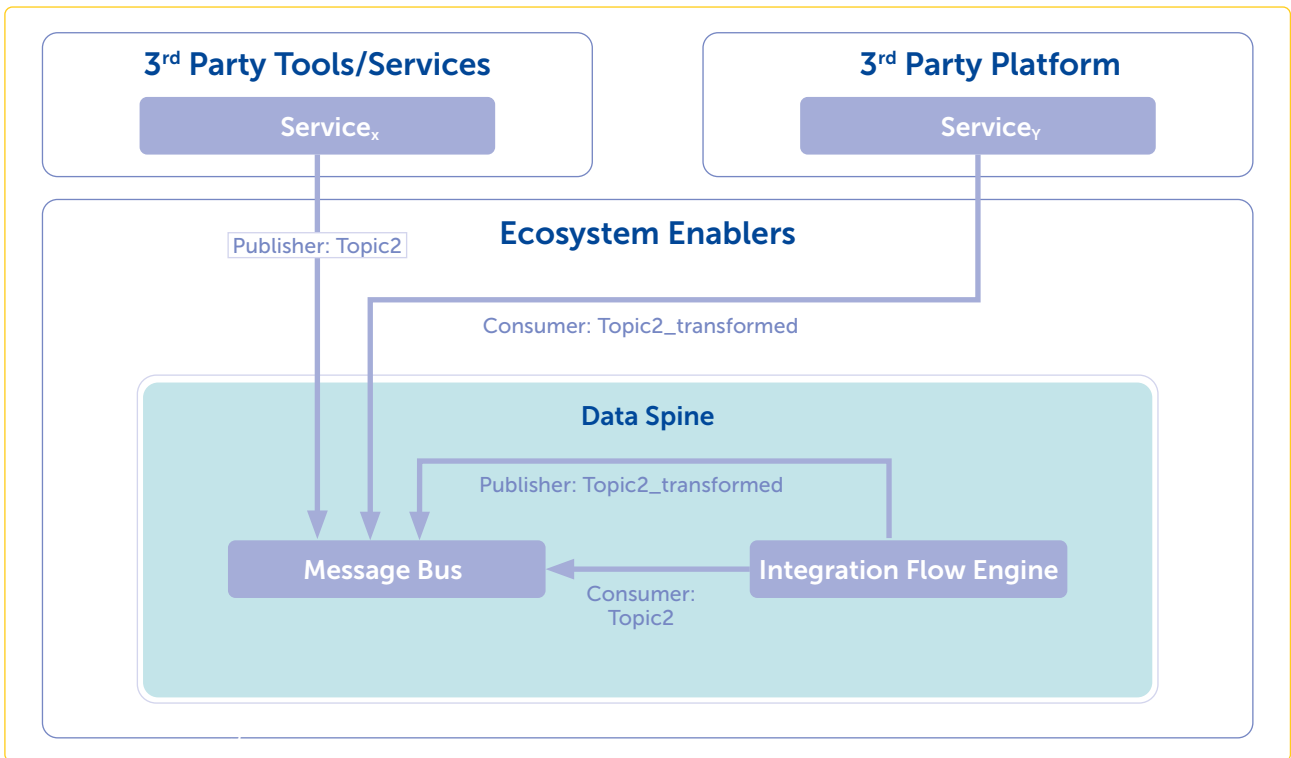 3rd Party Tools/Services
3rd Party Platform
Servicex
ServiceY
Ecosystem Enablers
Publisher: Topic2
Consumer: Topic2_transformed
Data Spine
Publisher: Topic2_transformed
Message Bus
Integration Flow Engine
Consumer:
Topic2